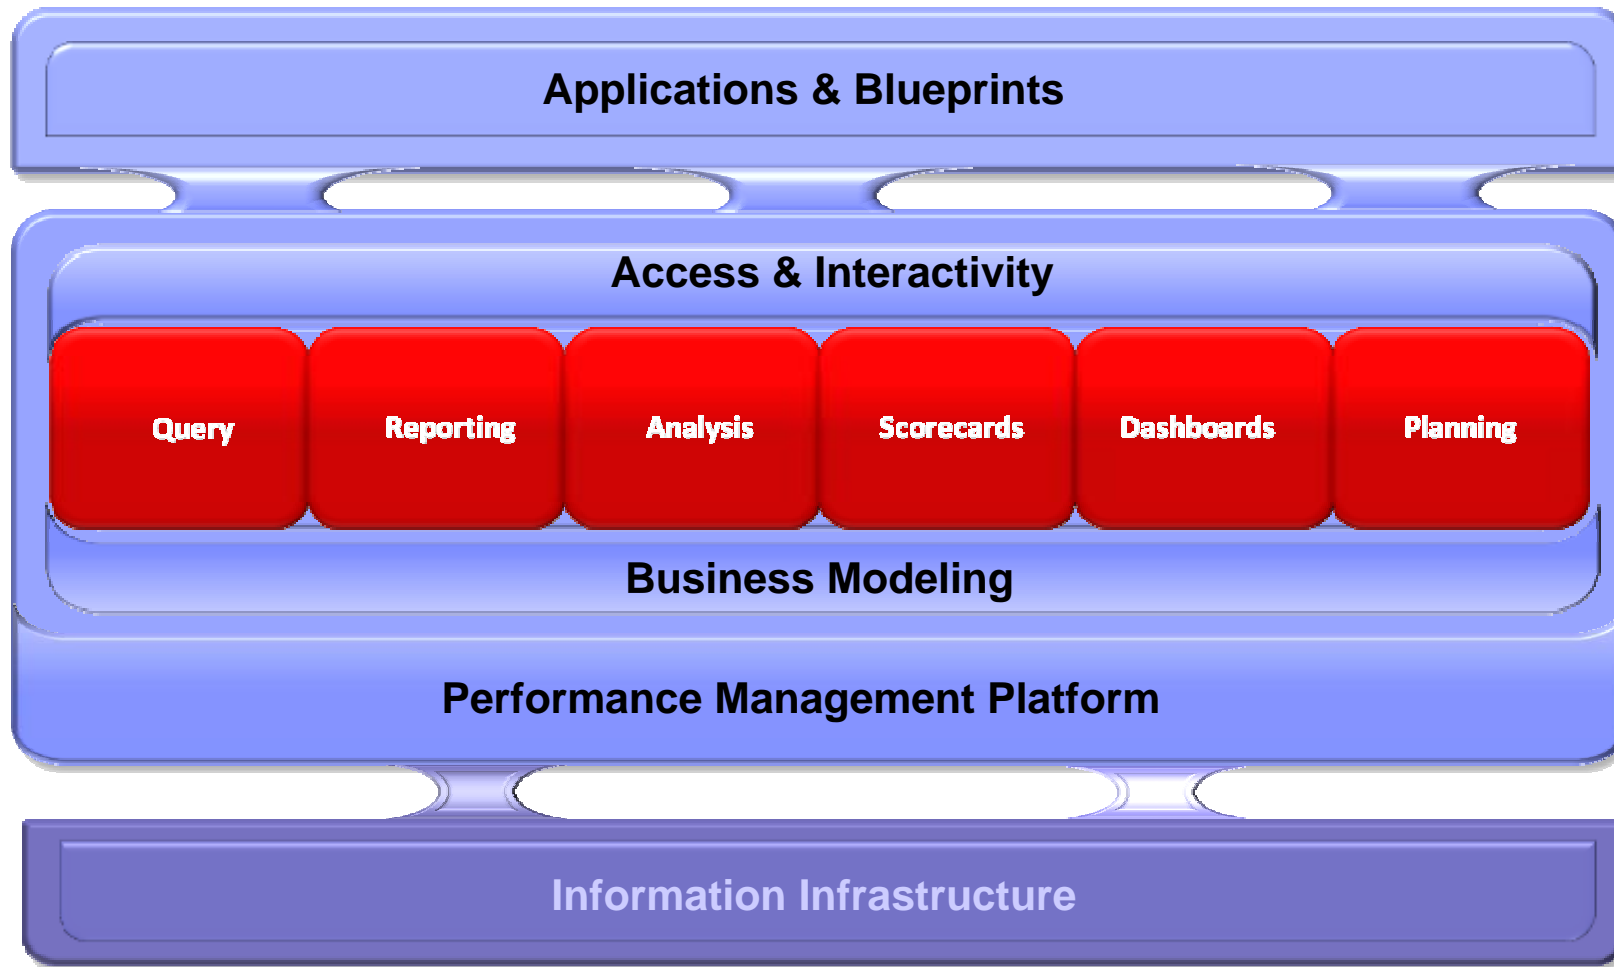 Applications & Blueprints
Access & Interactivity
Query
Reporting
Analysis
Scorecards
Dashboards
Planning
Business Modeling
Performance Management Platform
Information Infrastructure